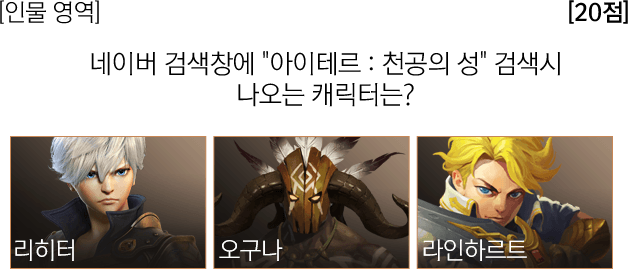 [인물 영역] [20점]
네이버 검색창에 "아이테르 : 천공의 성" 검색시
나오는 캐릭터는?
리히터 오구나 라인하르트